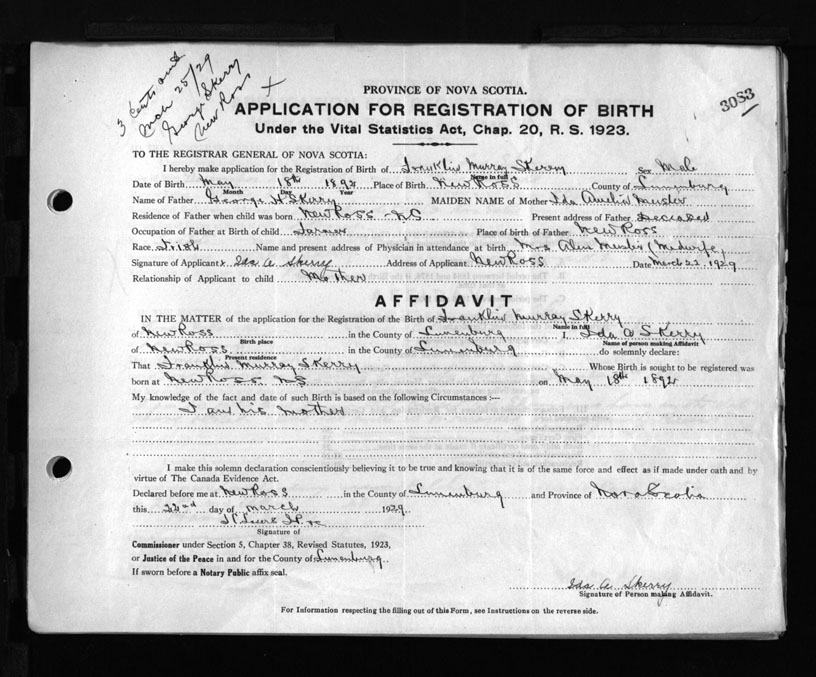 3 Cents out
Mar 25/29
George Skerry
New Ross
3083
PROVINCE OF NOVA SCOTIA.
APPLICATION FOR REGISTRATION OF BIRTH
Under the Vital Statistics Act, Chap. 20, R. S. 1923.
TO THE REGISTRAR GENERAL OF NOVA SCOTIA:
I hereby make application for the Registration of Birth of Franklin Murray Skerry Sex Male
Name in full
Date of Birth May 18th 1892 Place of Birth New Ross County of Lunenburg
Month Day Year
Name of Father George H Skerry MAIDEN NAME of Mother Ida Amelia Meisler
Residence of Father when child was born New Ross NS Present address of Father Deceased
Occupation of Father at Birth of child Farmer Place of birth of Father New Ross
Race Irish Name and present address of Physician in attendance at birth Mrs (Midwife)
Signature of Applicant x Ida A Skerry Address of Applicant New Ross Date March 22 1929
Relationship of Applicant to child Mother
AFFIDAVIT
IN THE MATTER of the application for the Registration of the Birth of Franklin Murray Skerry
Name in full
of New Ross in the County of Lunenburg I, Ida A Skerry
Birth place Name of person making Affidavit
of New Ross in the County of Lunenburg do solemnly declare:
Present residence
That Franklin Murray Skerry Whose Birth is sought to be registered was
born at New Ross NS on May 18th 1892
My knowledge of the fact and date of such Birth is based on the following Circumstances :—
I am his Mother
I make this solemn declaration conscientiously believing it to be true and knowing that it is of the same force and effect as if made under oath and by
virtue of The Canada Evidence Act.
Declared before me at New Ross in the County of Lunenburg and Province of Nova Scotia
this 22nd day of March 1929
Signature of
Commissioner under Section 5, Chapter 38, Revised Statutes, 1923,
or Justice of the Peace in and for the County of Lunenburg
If sworn before a Notary Public affix seal.
Ida A Skerry
Signature of Person making Affidavit.
For Information respecting the filling out of this Form, see Instructions on the reverse side.